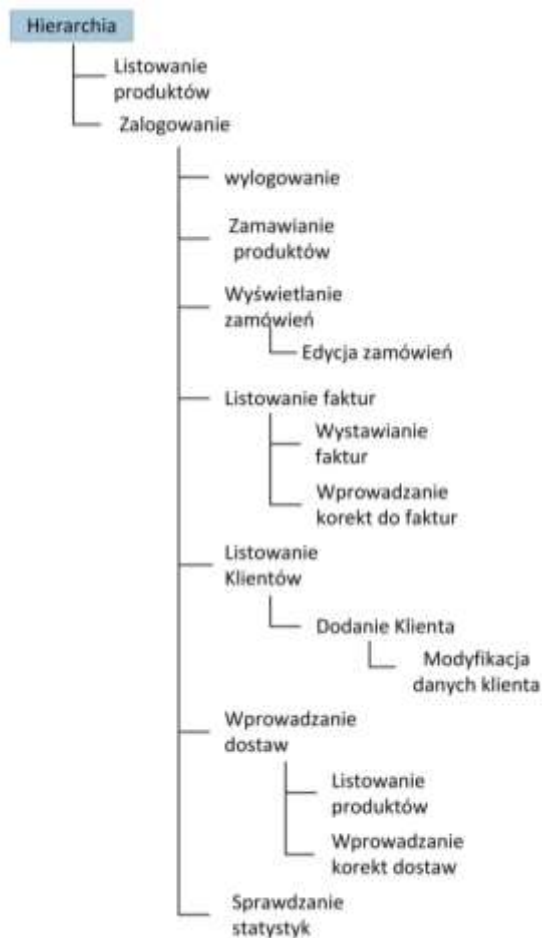 Hierarchia
Listowanie
produktów
Zalogowanie
wylogowanie
Zamawianie
produktów
Wyświetlanie
zamówień
Edycja zamówień
Listowanie faktur
Wystawianie
faktur
Wprowadzanie
korekt do faktur
Listowanie
Klientów
Dodanie Klienta
Modyfikacja
danych klienta
Wprowadzanie
dostaw
Listowanie
produktów
Wprowadzanie
korekt dostaw
Sprawdzanie
statystyk